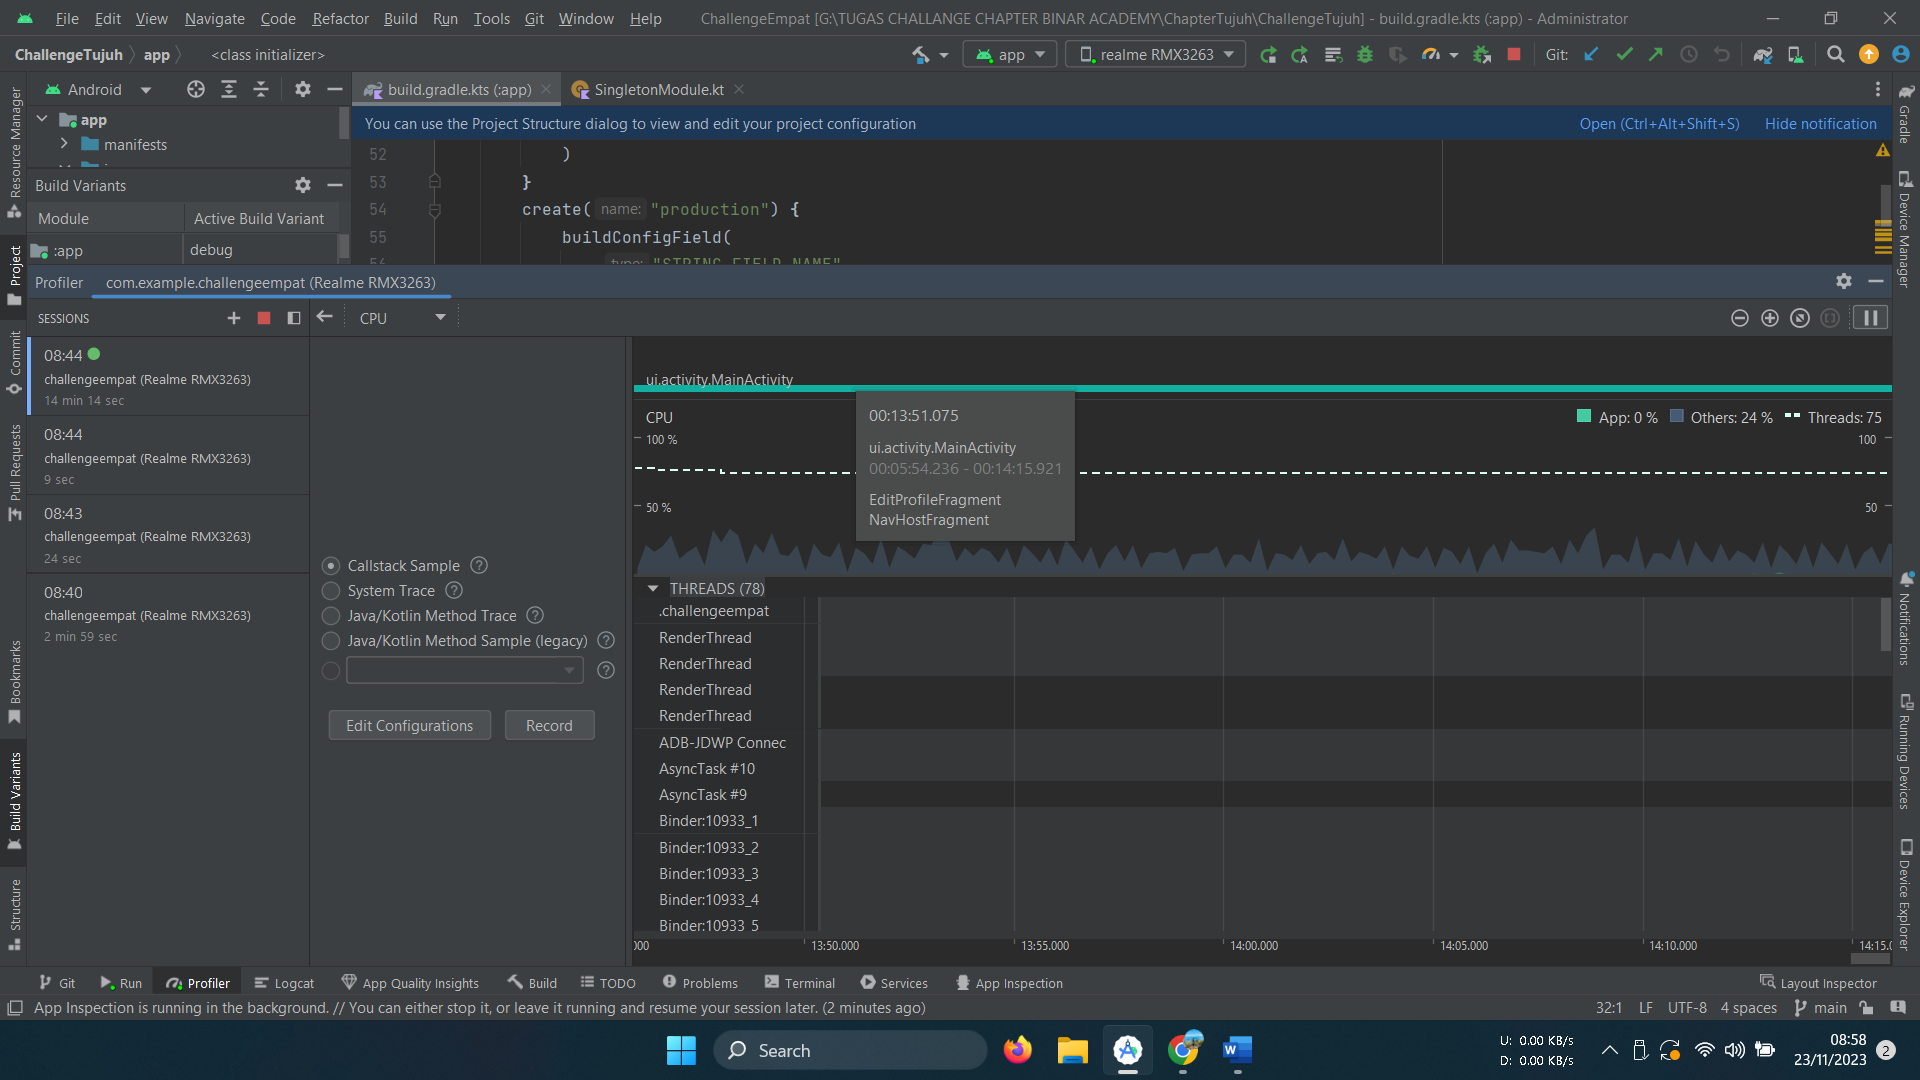 File Edit View Navigate Code Refactor Build Run Tools Git Window Help ChallengeEmpat [G:\TUGAS CHALLANGE CHAPTER BINAR ACADEMY\ChapterTujuh\ChallengeTujuh] - build.gradle.kts (:app) - Administrator
ChallengeTujuh app <class initializer> app realme RMX3263 Git:
Android build.gradle.kts (:app) SingletonModule.kt
app
manifests
You can use the Project Structure dialog to view and edit your project configuration Open (Ctrl+Alt+Shift+S) Hide notification
Build Variants
Module Active Build Variant
:app debug
52 )
53 }
54 create( name: "production") {
55 buildConfigField(
56 type: "STRING_FIELD_NAME"
Profiler com.example.challengeempat (Realme RMX3263)
SESSIONS CPU
08:44
challengeempat (Realme RMX3263)
14 min 14 sec
08:44
challengeempat (Realme RMX3263)
9 sec
08:43
challengeempat (Realme RMX3263)
24 sec
08:40
challengeempat (Realme RMX3263)
2 min 59 sec
Callstack Sample
System Trace
Java/Kotlin Method Trace
Java/Kotlin Method Sample (legacy)
Edit Configurations Record
ui.activity.MainActivity
CPU App: 0 % Others: 24 % Threads: 75
100 % 100
50 % 50
00:13:51.075
ui.activity.MainActivity
00:05:54.236 - 00:14:15.921
EditProfileFragment
NavHostFragment
THREADS (78)
.challengeempat
RenderThread
RenderThread
RenderThread
RenderThread
ADB-JDWP Connec
AsyncTask #10
AsyncTask #9
Binder:10933_1
Binder:10933_2
Binder:10933_3
Binder:10933_4
Binder:10933_5
000 13:50.000 13:55.000 14:00.000 14:05.000 14:10.000 14:15.0
Resource Manager
Project
Commit
Pull Requests
Bookmarks
Build Variants
Structure
Gradle
Device Manager
Notifications
Running Devices
Device Explorer
Git Run Profiler Logcat App Quality Insights Build TODO Problems Terminal Services App Inspection Layout Inspector
App Inspection is running in the background. // You can either stop it, or leave it running and resume your session later. (2 minutes ago) 32:1 LF UTF-8 4 spaces main
Search
U: 0.00 KB/s
D: 0.00 KB/s
08:58
23/11/2023
2